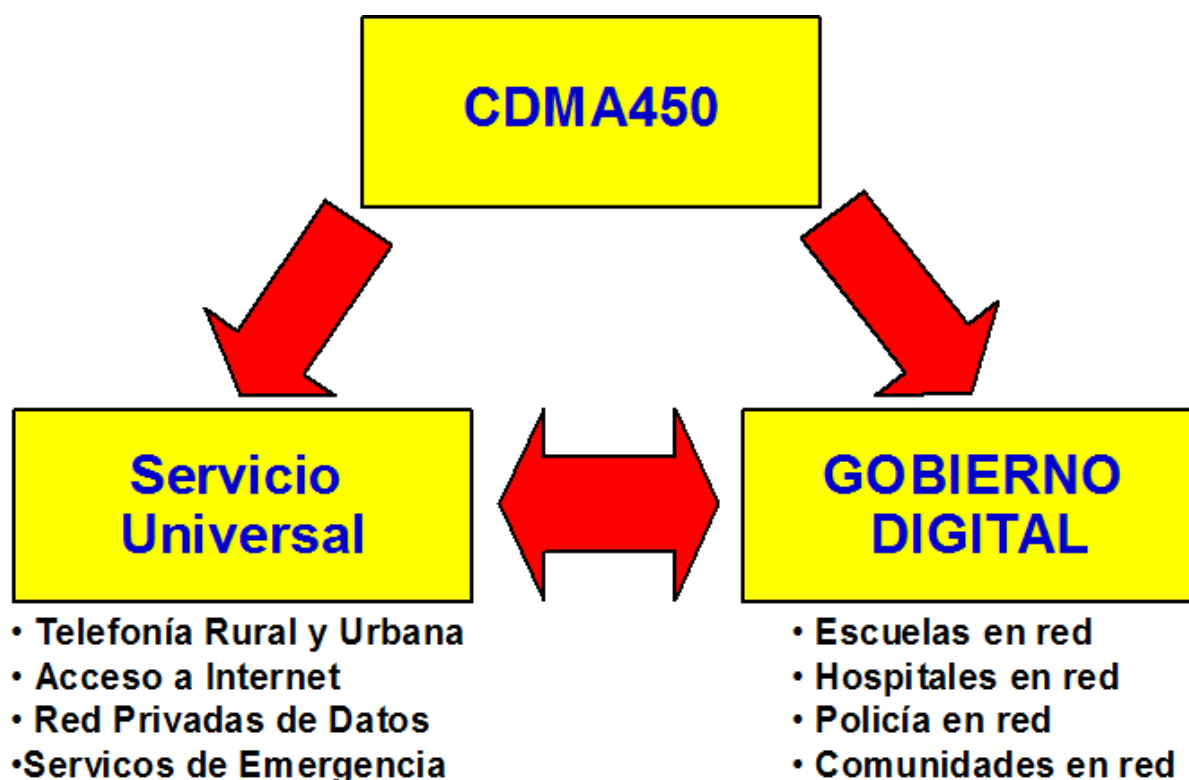 CDMA450
Servicio
Universal
GOBIERNO
DIGITAL
• Telefonía Rural y Urbana
• Acceso a Internet
• Red Privadas de Datos
•Servicos de Emergencia
• Escuelas en red
• Hospitales en red
• Policía en red
• Comunidades en red